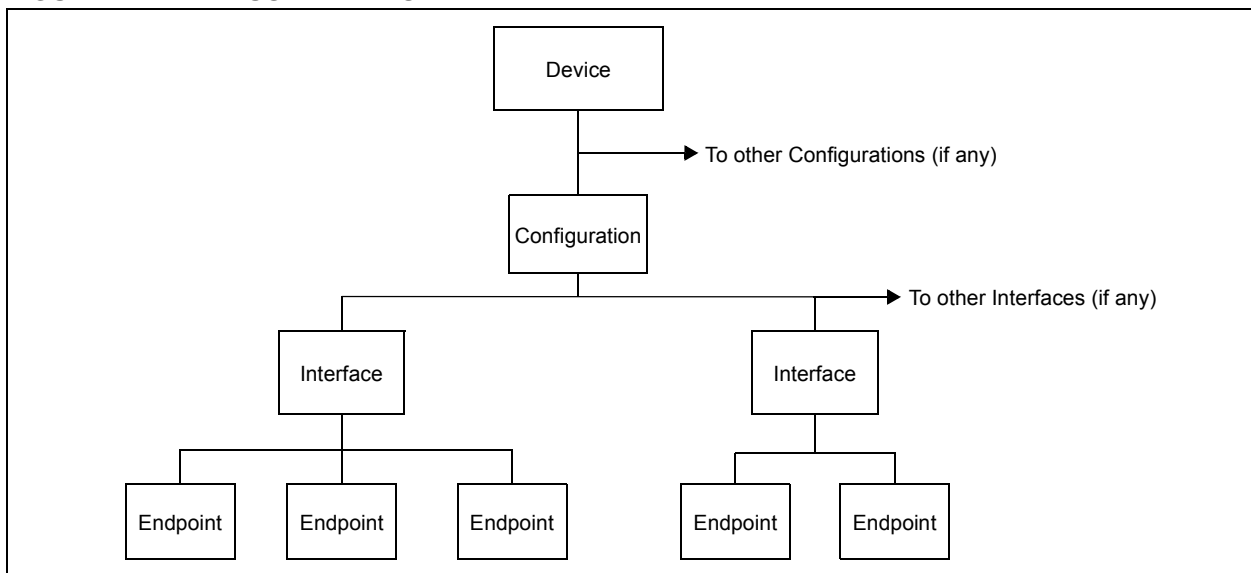 Device
To other Configurations (if any)
Configuration
To other Interfaces (if any)
Interface
Interface
Endpoint
Endpoint
Endpoint
Endpoint
Endpoint